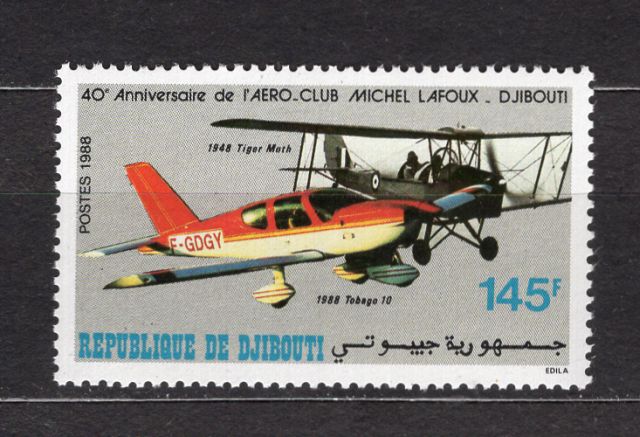 40e Anniversaire de l'AÉRO-CLUB MICHEL LAFOUX - DJIBOUTI
POSTES 1988
1948 Tiger Moth
F-GDGY
1988 Tobago 10
145F
REPUBLIQUE DE DJIBOUTI جمهورية جيبوتي
EDILA